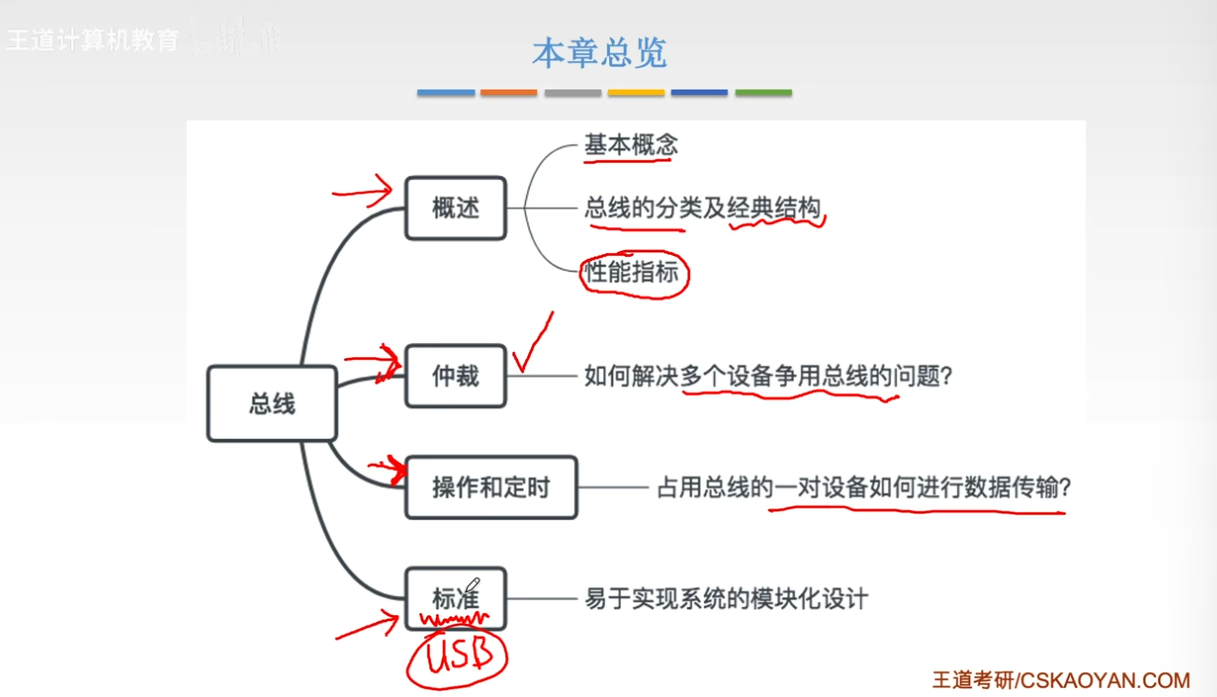 王道计算机教育
本章总览
基本概念
概述
总线的分类及经典结构
性能指标
仲裁
如何解决多个设备争用总线的问题?
总线
操作和定时
占用总线的一对设备如何进行数据传输?
标准
易于实现系统的模块化设计
USB
王道考研/CSKAOYAN.COM